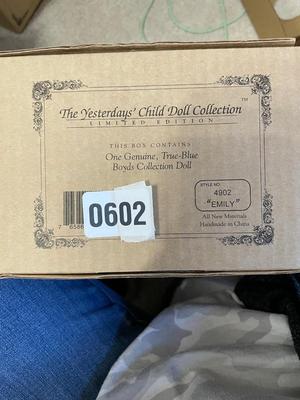 The Yesterdays' Child Doll Collection™
LIMITED EDITION
THIS BOX CONTAINS
One Genuine, True-Blue
Boyds Collection Doll
STYLE NO.
4902
"EMILY"
All New Materials
Handmade in China
0602